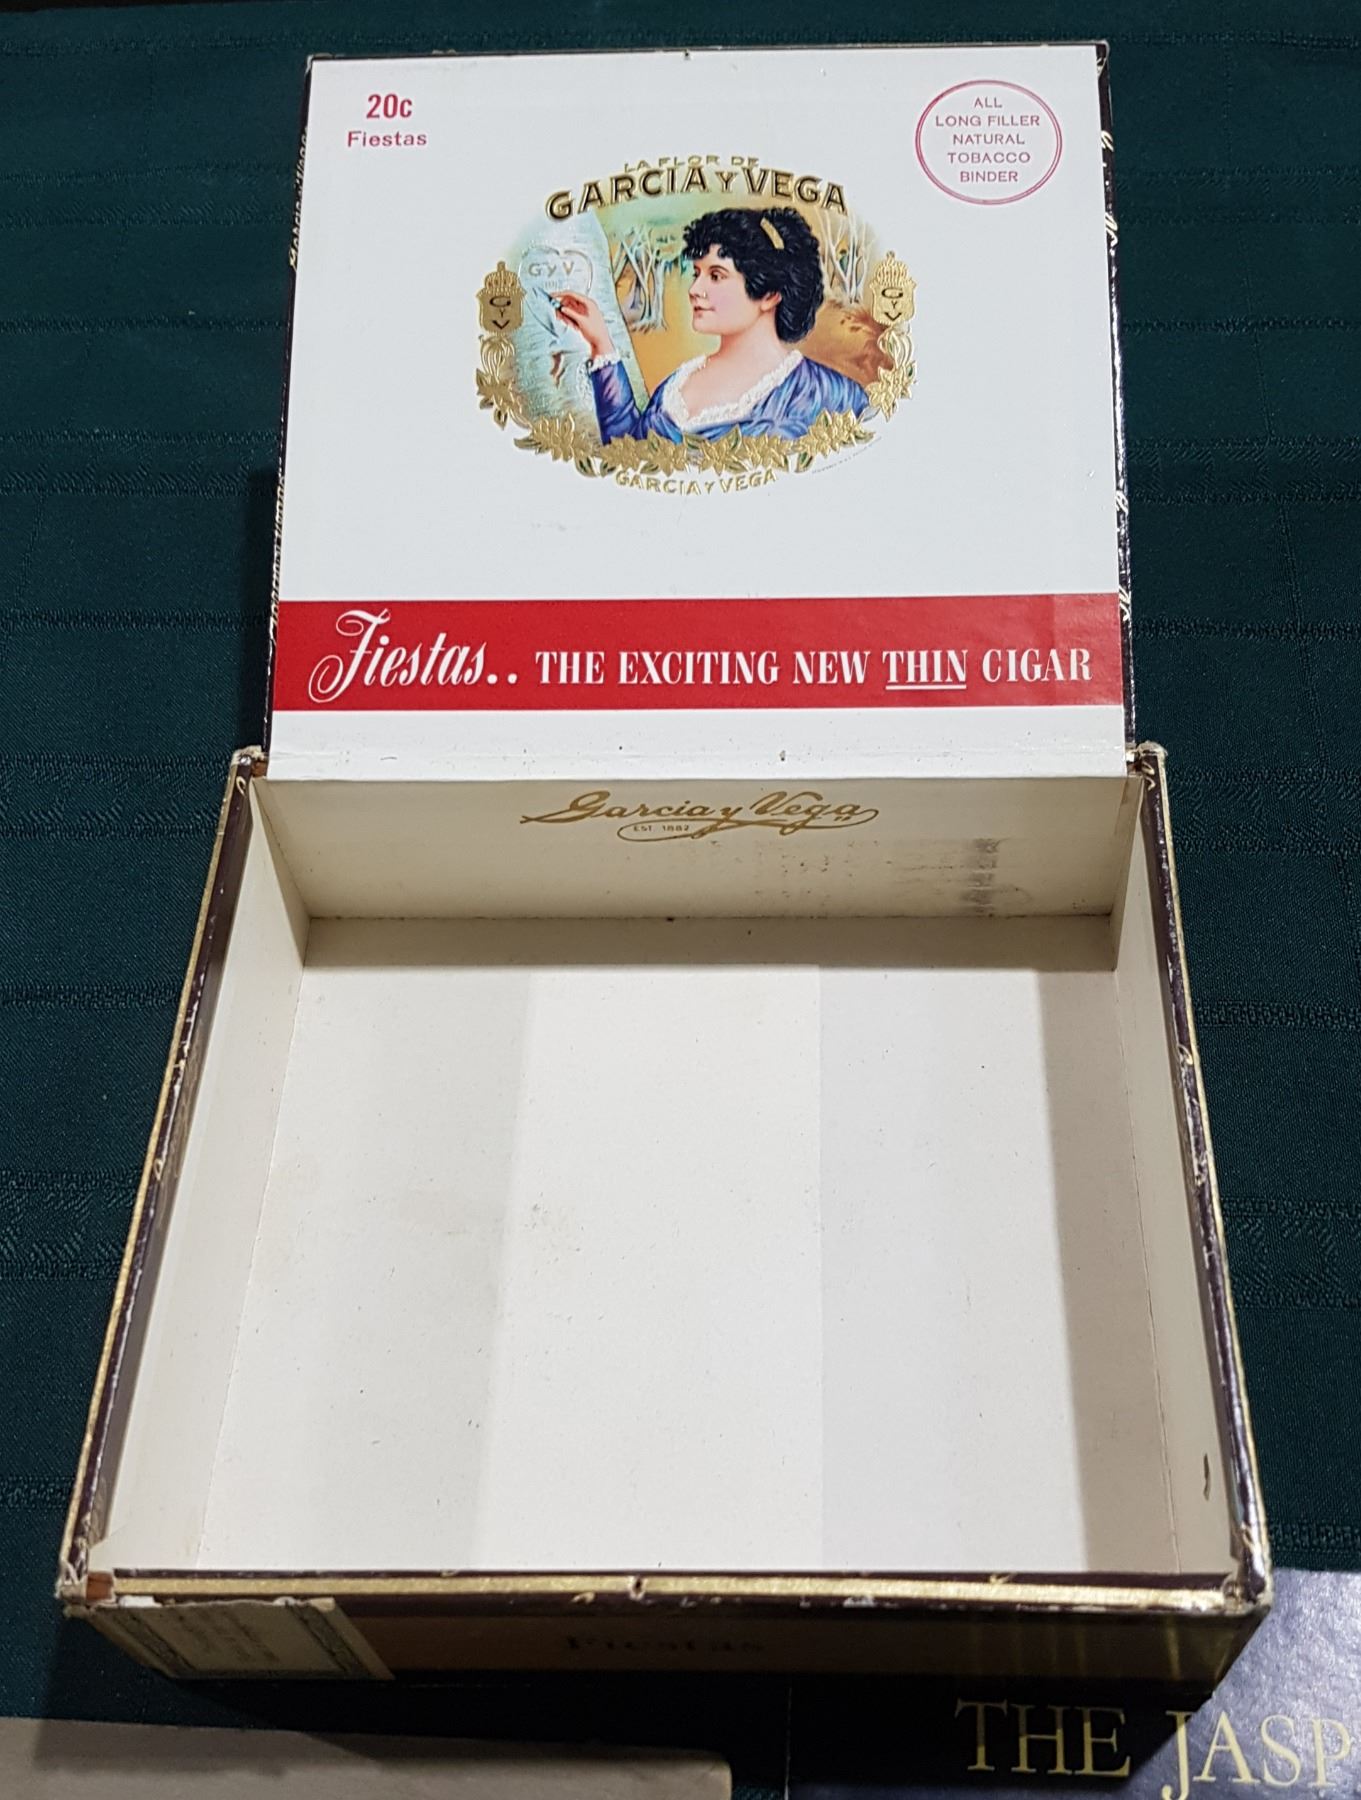 20c
Fiestas
ALL
LONG FILLER
NATURAL
TOBACCO
BINDER
LA FLOR DE
GARCIA Y VEGA
G y V
G
Y
V
G
Y
V
GARCIA Y VEGA
Fiestas.. THE EXCITING NEW THIN CIGAR
Garcia y Vega
EST. 1882
Fiestas
THE JASP